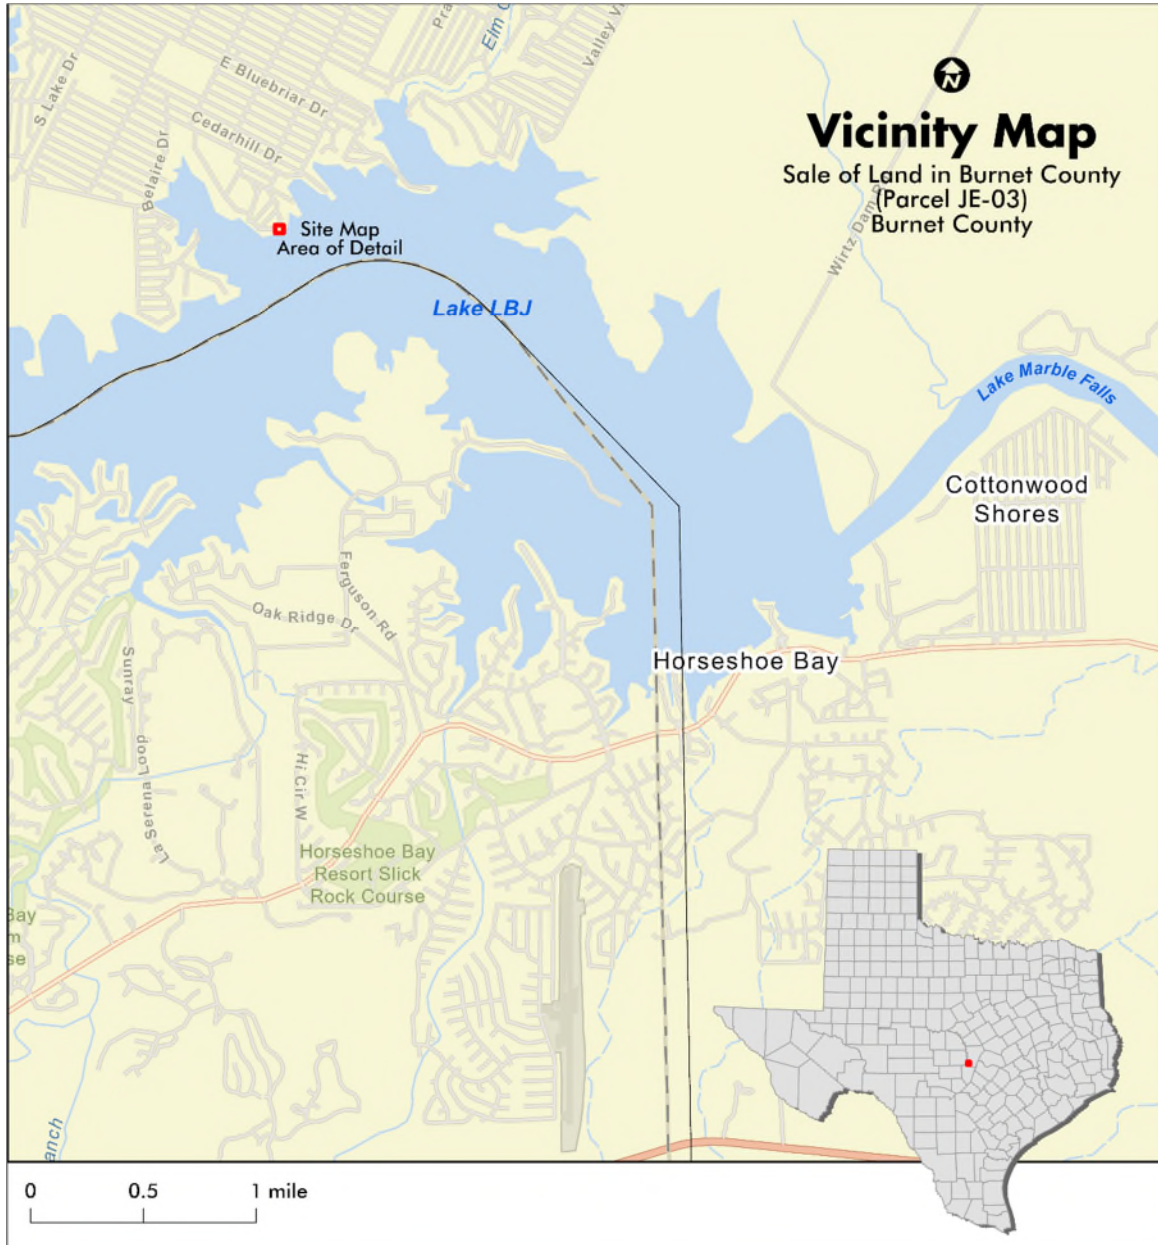 N
Vicinity Map
Sale of Land in Burnet County
(Parcel JE-03)
Burnet County
Elm
Valley V
S Lake Dr
E Bluebriar Dr
Cedarhill Dr
Belaire Dr
Site Map
Area of Detail
Wirtz Dam
Lake LBJ
Lake Marble Falls
Cottonwood
Shores
Ferguson Rd
Oak Ridge Dr
Sunray
Horseshoe Bay
La Serena Loop
Hi Cir W
Horseshoe Bay
Resort Slick
Rock Course
Bay
m
se
anch
0 0.5 1 mile